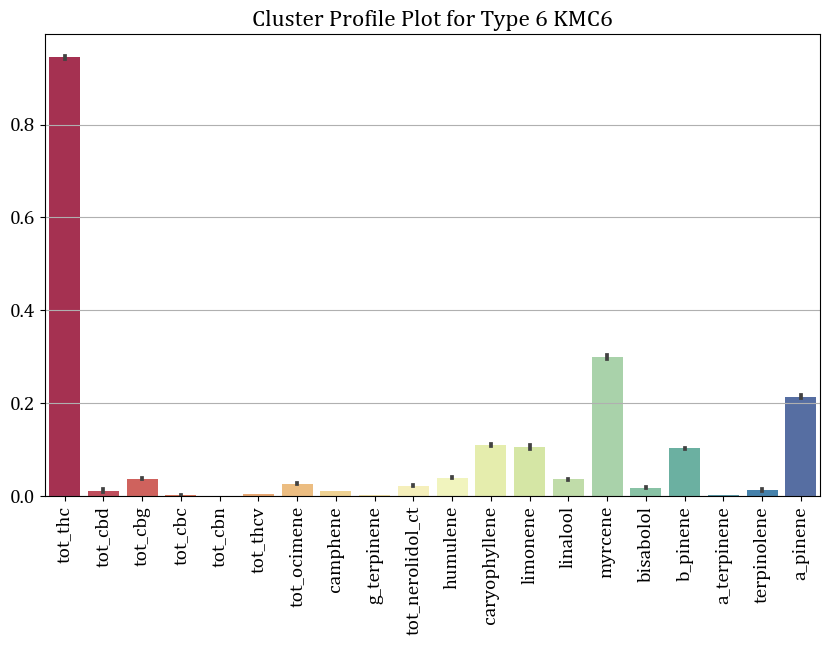 Cluster Profile Plot for Type 6 KMC6
0.8
0.6
0.4
0.2
0.0
tot_thc
tot_cbd
tot_cbg
tot_cbc
tot_cbn
tot_thcv
tot_ocimene
camphene
g_terpinene
tot_nerolidol_ct
humulene
caryophyllene
limonene
linalool
myrcene
bisabolol
b_pinene
a_terpinene
terpinolene
a_pinene